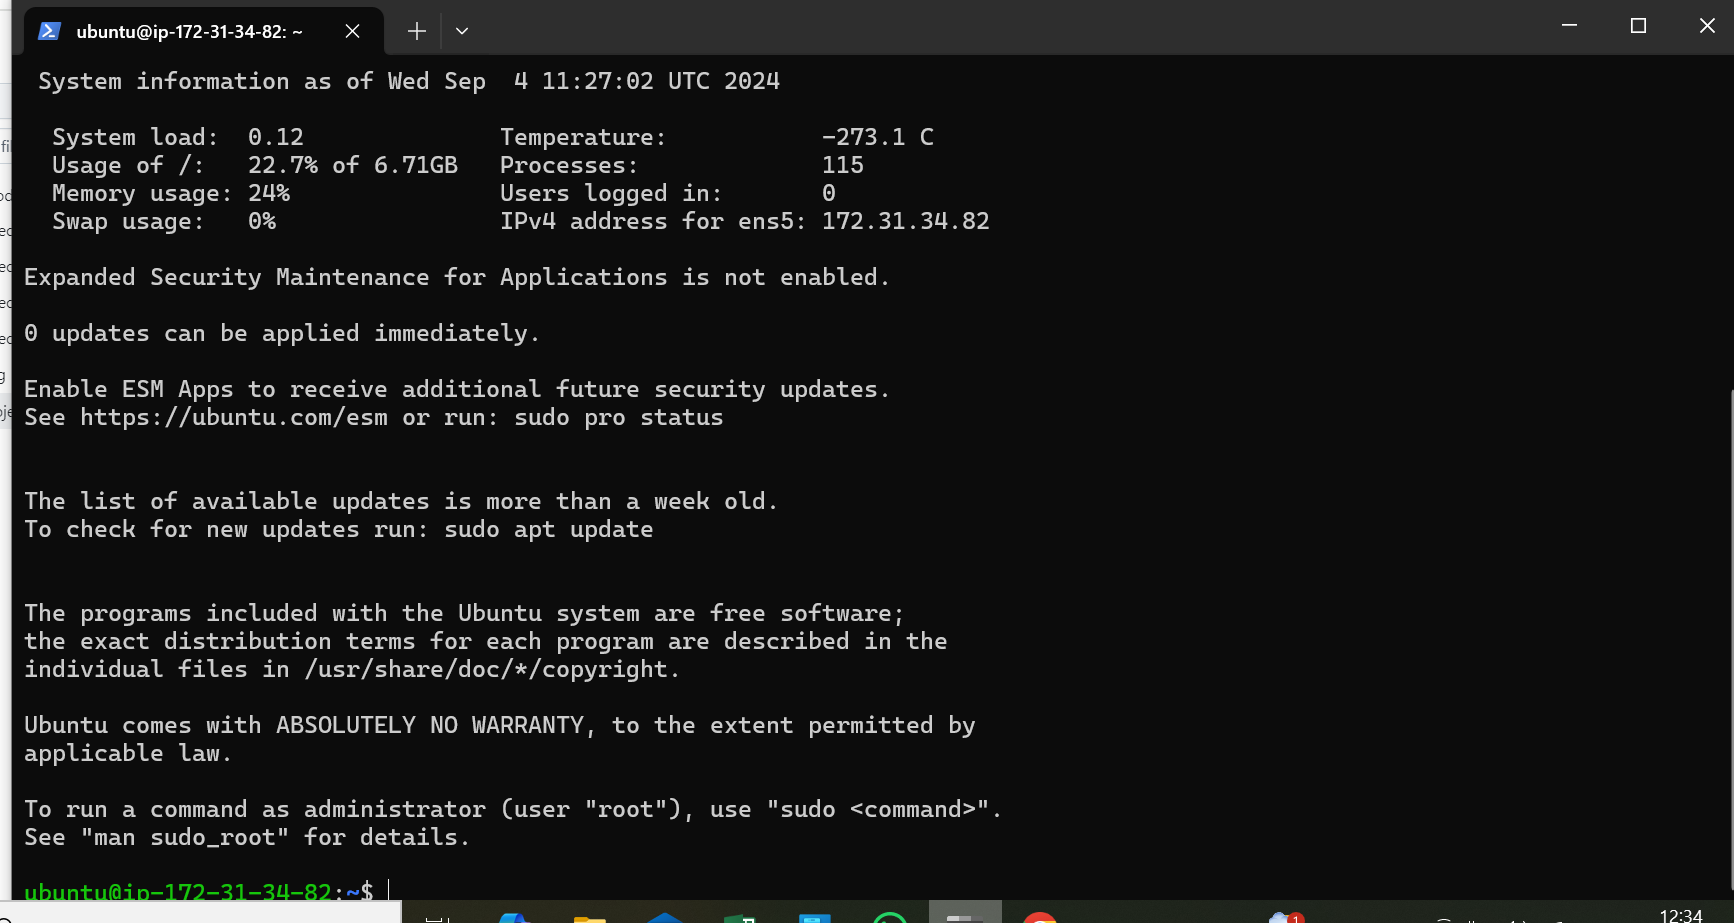 ubuntu@ip-172-31-34-82: ~
System information as of Wed Sep  4 11:27:02 UTC 2024
System load:  0.12    Temperature:    -273.1 C
Usage of /:   22.7% of 6.71GB    Processes:    115
Memory usage: 24%    Users logged in:    0
Swap usage:   0%    IPv4 address for ens5: 172.31.34.82
Expanded Security Maintenance for Applications is not enabled.
0 updates can be applied immediately.
Enable ESM Apps to receive additional future security updates.
See https://ubuntu.com/esm or run: sudo pro status
The list of available updates is more than a week old.
To check for new updates run: sudo apt update
The programs included with the Ubuntu system are free software;
the exact distribution terms for each program are described in the
individual files in /usr/share/doc/*/copyright.
Ubuntu comes with ABSOLUTELY NO WARRANTY, to the extent permitted by
applicable law.
To run a command as administrator (user "root"), use "sudo <command>".
See "man sudo_root" for details.
ubuntu@ip-172-31-34-82:~$
1
12:34